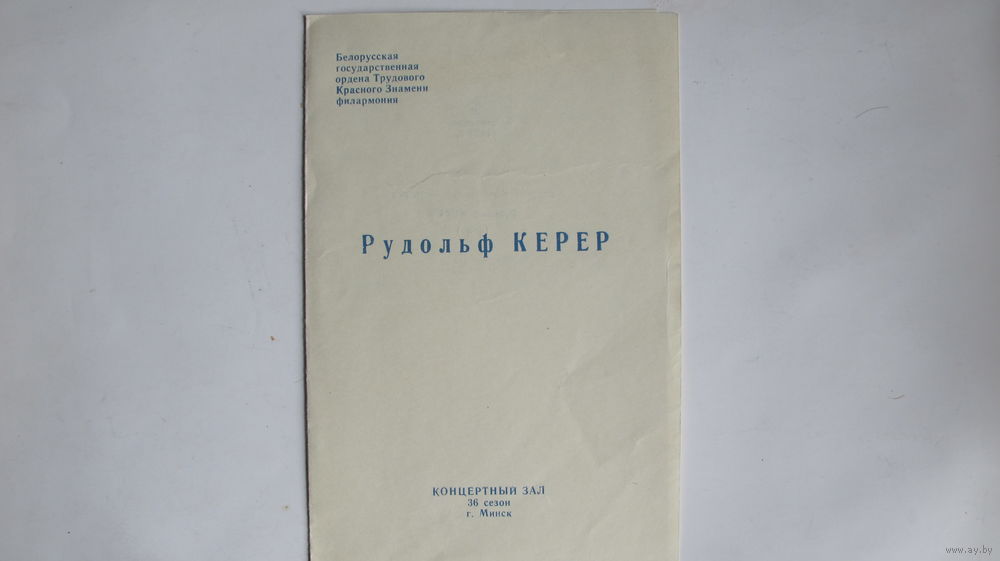 Белорусская
государственная
ордена Трудового
Красного Знамени
филармония
Рудольф КЕРЕР
КОНЦЕРТНЫЙ ЗАЛ
36 сезон
г. Минск
www.ay.by